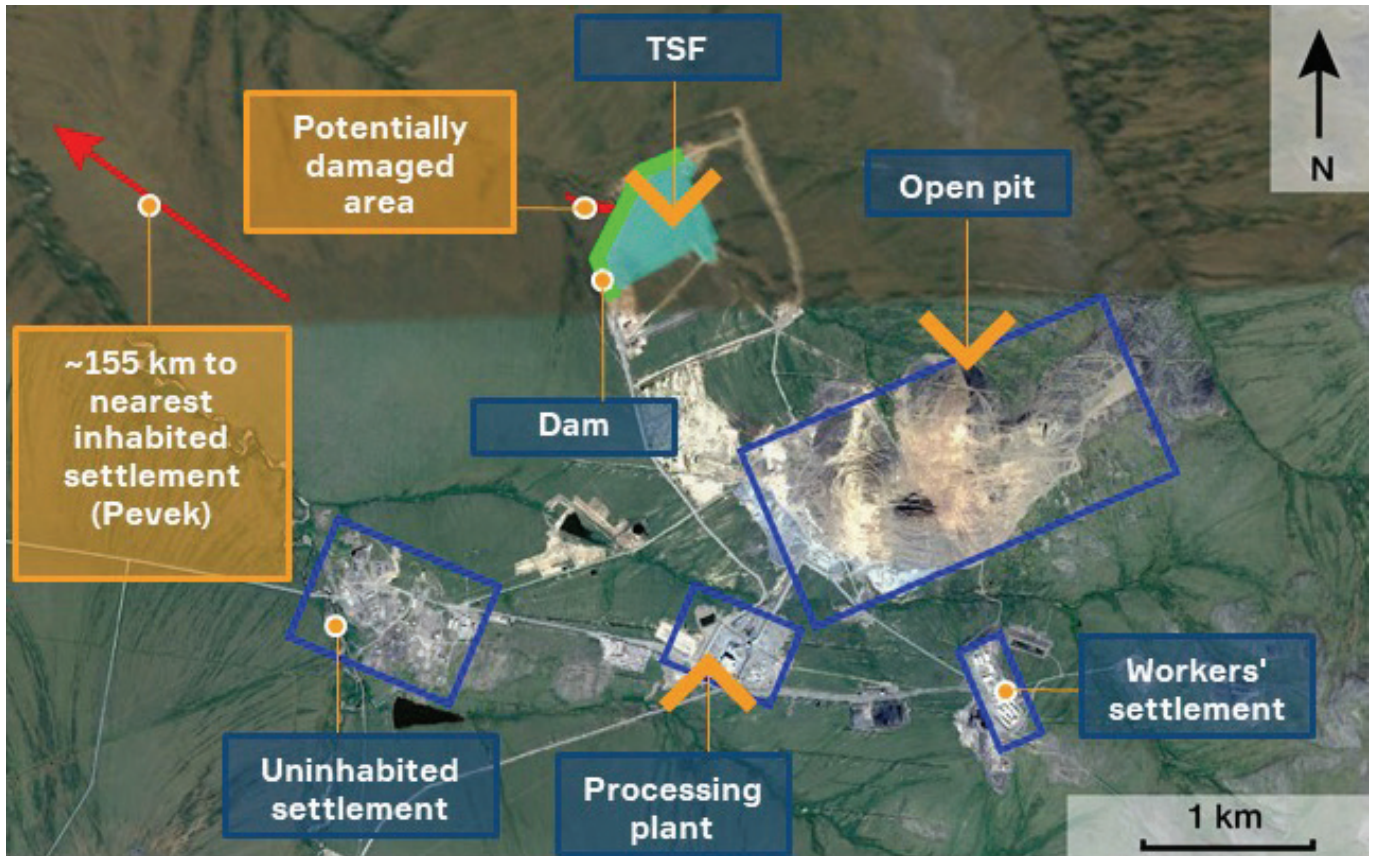 TSF
Potentially
damaged
area
Open pit
N
~155 km to
nearest
inhabited
settlement
(Pevek)
Dam
Workers'
settlement
Uninhabited
settlement
Processing
plant
1 km